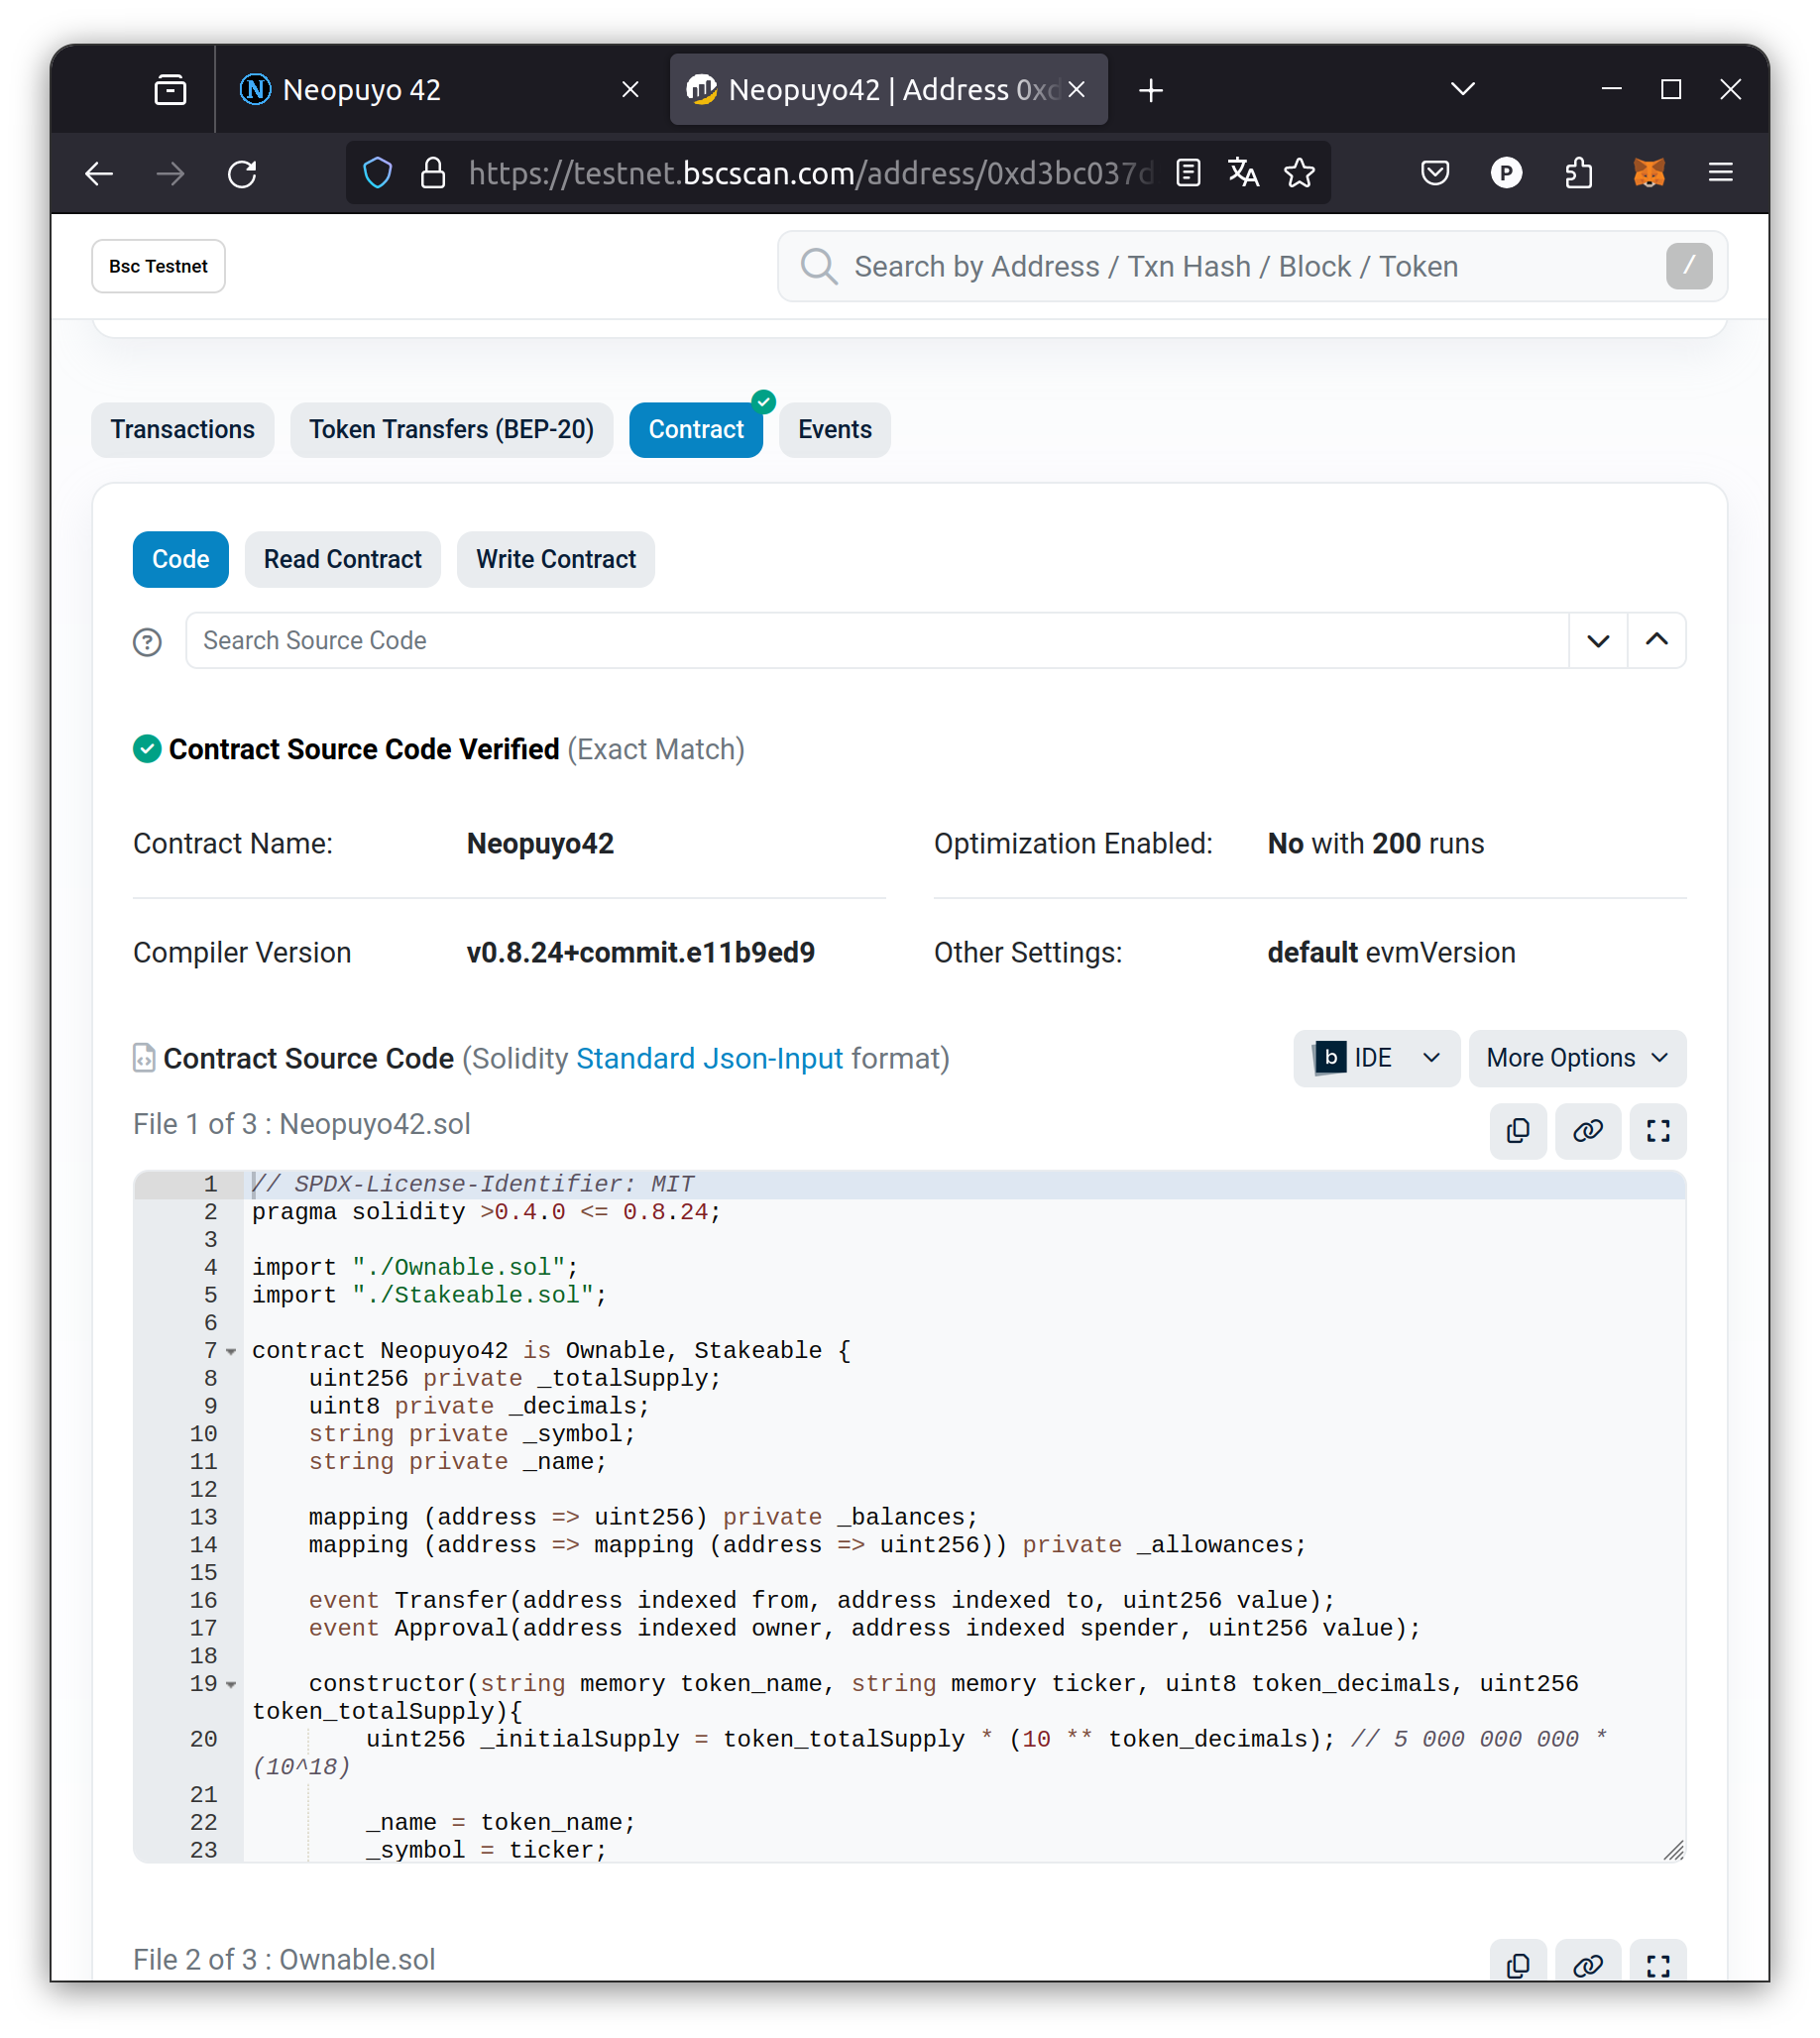 Neopuyo 42
Neopuyo42 | Address 0xd
https://testnet.bscscan.com/address/0xd3bc037d
P
Bsc Testnet
Search by Address / Txn Hash / Block / Token
/
Transactions
Token Transfers (BEP-20)
Contract
Events
Code
Read Contract
Write Contract
Search Source Code
Contract Source Code Verified (Exact Match)
Contract Name: Neopuyo42
Optimization Enabled: No with 200 runs
Compiler Version v0.8.24+commit.e11b9ed9
Other Settings: default evmVersion
Contract Source Code (Solidity Standard Json-Input format)
b IDE
More Options
File 1 of 3 : Neopuyo42.sol
1 // SPDX-License-Identifier: MIT
2 pragma solidity >0.4.0 <= 0.8.24;
3
4 import "./Ownable.sol";
5 import "./Stakeable.sol";
6
7 contract Neopuyo42 is Ownable, Stakeable {
8     uint256 private _totalSupply;
9     uint8 private _decimals;
10     string private _symbol;
11     string private _name;
12
13     mapping (address => uint256) private _balances;
14     mapping (address => mapping (address => uint256)) private _allowances;
15
16     event Transfer(address indexed from, address indexed to, uint256 value);
17     event Approval(address indexed owner, address indexed spender, uint256 value);
18
19     constructor(string memory token_name, string memory ticker, uint8 token_decimals, uint256
token_totalSupply){
20         uint256 _initialSupply = token_totalSupply * (10 ** token_decimals); // 5 000 000 000 *
(10^18)
21
22         _name = token_name;
23         _symbol = ticker;
File 2 of 3 : Ownable.sol